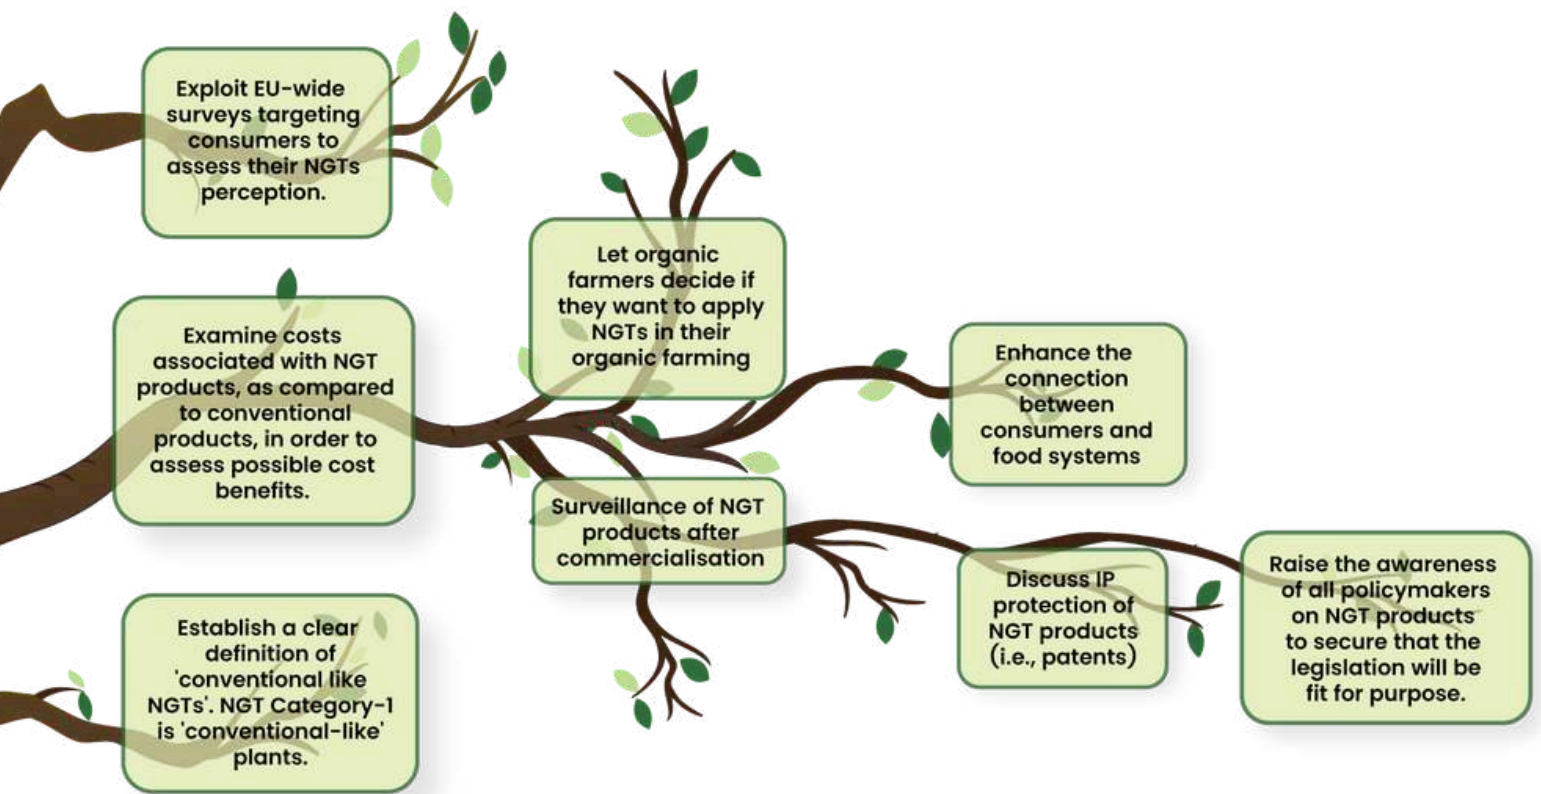 Exploit EU-wide
surveys targeting
consumers to
assess their NGTs
perception.
Let organic
farmers decide if
they want to apply
NGTs in their
organic farming
Examine costs
associated with NGT
products, as compared
to conventional
products, in order to
assess possible cost
benefits.
Enhance the
connection
between
consumers and
food systems
Surveillance of NGT
products after
commercialisation
Discuss IP
protection of
NGT products
(i.e., patents)
Raise the awareness
of all policymakers
on NGT products
to secure that the
legislation will be
fit for purpose.
Establish a clear
definition of
'conventional like
NGTs'. NGT Category-1
is 'conventional-like'
plants.